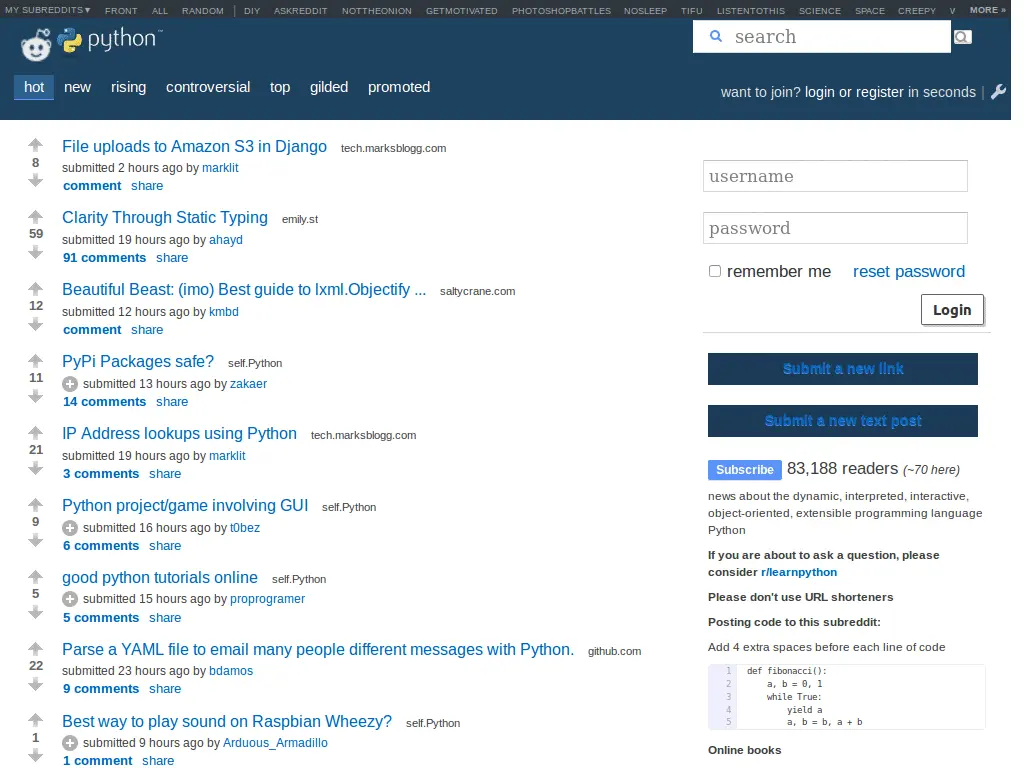 MY SUBREDDITS ▾ FRONT ALL RANDOM | DIY ASKREDDIT NOTTHEONION GETMOTIVATED PHOTOSHOPBATTLES NOSLEEP TIFU LISTENTOTHIS SCIENCE SPACE CREEPY V MORE »
python™
search
hot new rising controversial top gilded promoted
want to join? login or register in seconds |
File uploads to Amazon S3 in Django tech.marksblogg.com
8
submitted 2 hours ago by marklit
comment share
Clarity Through Static Typing emily.st
59
submitted 19 hours ago by ahayd
91 comments share
Beautiful Beast: (imo) Best guide to lxml.Objectify ... saltycrane.com
12
submitted 12 hours ago by kmbd
comment share
PyPi Packages safe? self.Python
11
submitted 13 hours ago by zakaer
14 comments share
IP Address lookups using Python tech.marksblogg.com
21
submitted 19 hours ago by marklit
3 comments share
Python project/game involving GUI self.Python
9
submitted 16 hours ago by t0bez
6 comments share
good python tutorials online self.Python
5
submitted 15 hours ago by proprogramer
5 comments share
Parse a YAML file to email many people different messages with Python. github.com
22
submitted 23 hours ago by bdamos
9 comments share
Best way to play sound on Raspbian Wheezy? self.Python
1
submitted 9 hours ago by Arduous_Armadillo
1 comment share
username
password
remember me reset password
Login
Submit a new link
Submit a new text post
Subscribe 83,188 readers (~70 here)
news about the dynamic, interpreted, interactive,
object-oriented, extensible programming language
Python
If you are about to ask a question, please
consider r/learnpython
Please don't use URL shorteners
Posting code to this subreddit:
Add 4 extra spaces before each line of code
1 def fibonacci():
2 a, b = 0, 1
3 while True:
4 yield a
5 a, b = b, a + b
Online books